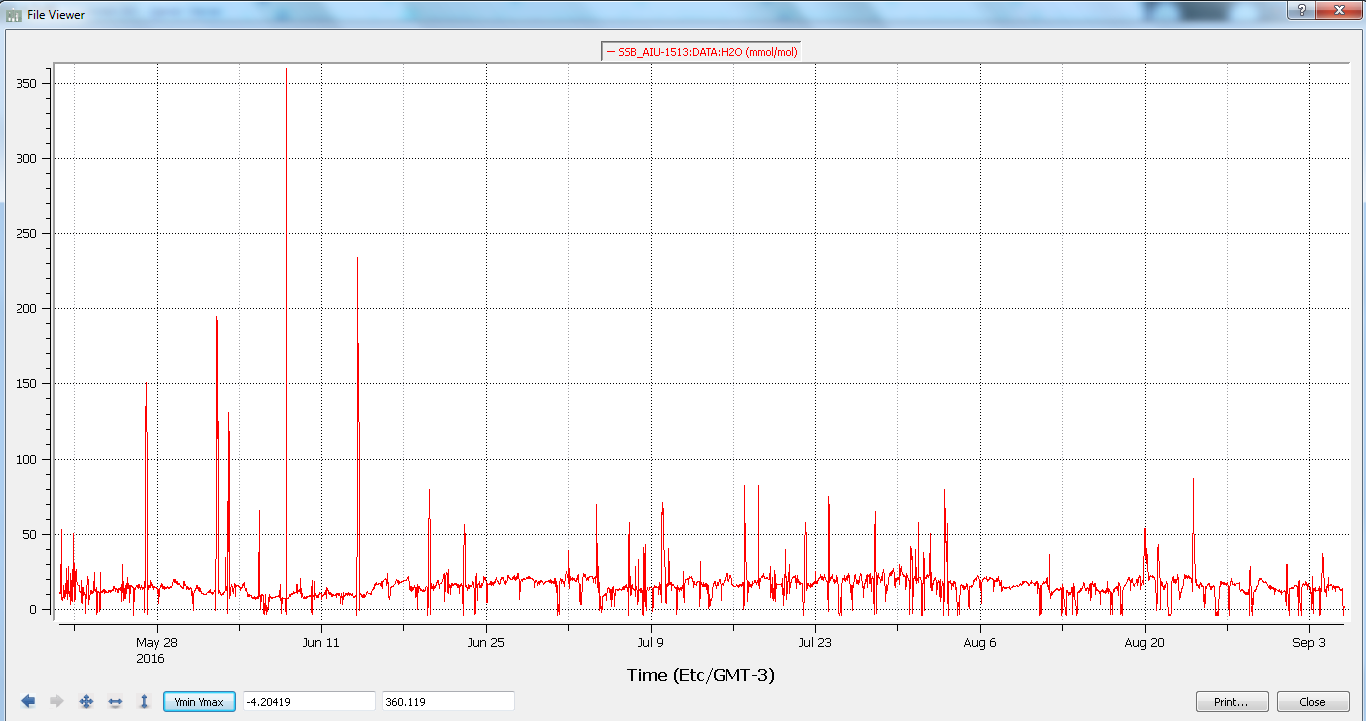 File Viewer
SSB_AIU-1513:DATA:H2O (mmol/mol)
350
300
250
200
150
100
50
0
May 28 Jun 11 Jun 25 Jul 9 Jul 23 Aug 6 Aug 20 Sep 3
2016
Time (Etc/GMT-3)
Ymin Ymax -4.20419 360.119 Print... Close